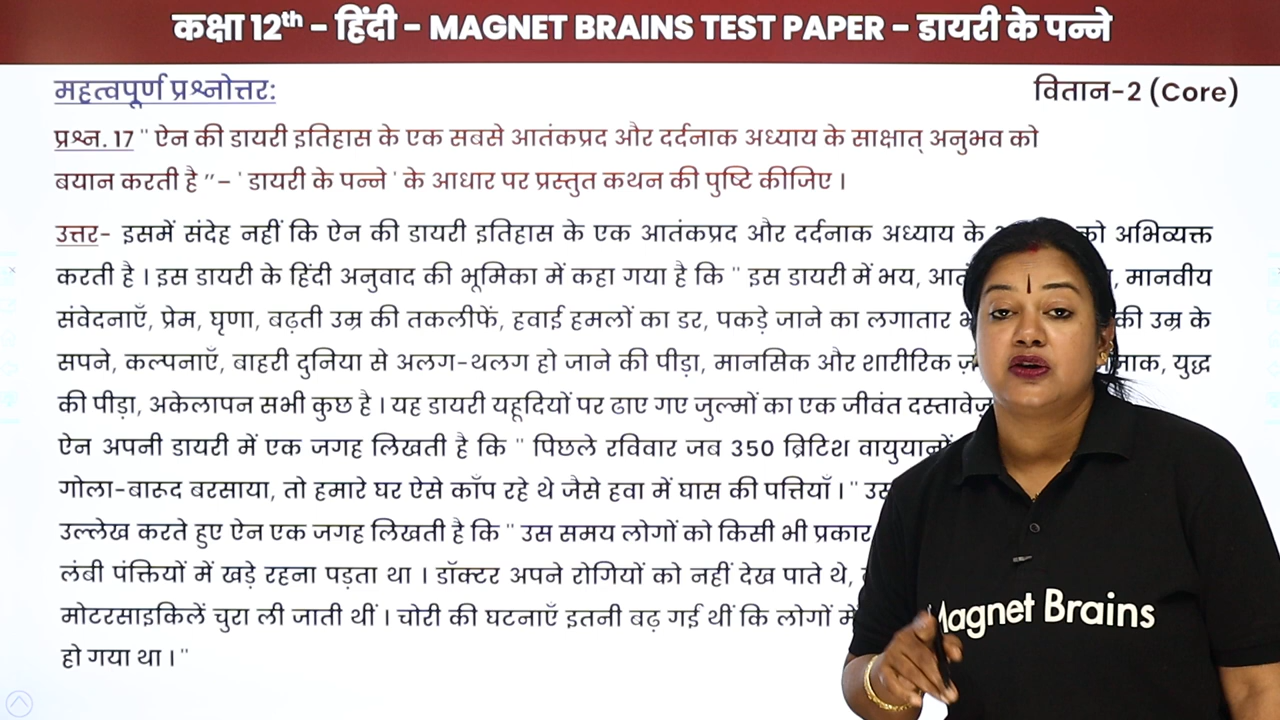 कक्षा 12th - हिंदी - MAGNET BRAINS TEST PAPER - डायरी के पन्ने
महत्वपूर्ण प्रश्नोत्तर:
वितान-2 (Core)
प्रश्न. 17 " ऐन की डायरी इतिहास के एक सबसे आतंकप्रद और दर्दनाक अध्याय के साक्षात् अनुभव को
बयान करती है "– ' डायरी के पन्ने ' के आधार पर प्रस्तुत कथन की पुष्टि कीजिए ।
उत्तर- इसमें संदेह नहीं कि ऐन की डायरी इतिहास के एक आतंकप्रद और दर्दनाक अध्याय के को अभिव्यक्त
करती है । इस डायरी के हिंदी अनुवाद की भूमिका में कहा गया है कि " इस डायरी में भय, , मानवीय
संवेदनाएँ, प्रेम, घृणा, बढ़ती उम्र की तकलीफें, हवाई हमलों का डर, पकड़े जाने का लगातार की उम्र के
सपने, कल्पनाएँ, बाहरी दुनिया से अलग-थलग हो जाने की पीड़ा, मानसिक और शारीरिक युद्ध
की पीड़ा, अकेलापन सभी कुछ है । यह डायरी यहूदियों पर ढाए गए जुल्मों का एक जीवंत दस्तावेज़
ऐन अपनी डायरी में एक जगह लिखती है कि " पिछले रविवार जब 350 ब्रिटिश वायुयानों
गोला-बारूद बरसाया, तो हमारे घर ऐसे काँप रहे थे जैसे हवा में घास की पत्तियाँ । "
उल्लेख करते हुए ऐन एक जगह लिखती है कि " उस समय लोगों को किसी भी प्रकार
लंबी पंक्तियों में खड़े रहना पड़ता था । डॉक्टर अपने रोगियों को नहीं देख पाते थे,
मोटरसाइकिलें चुरा ली जाती थीं । चोरी की घटनाएँ इतनी बढ़ गई थीं कि लोगों में
हो गया था । "
Magnet Brains